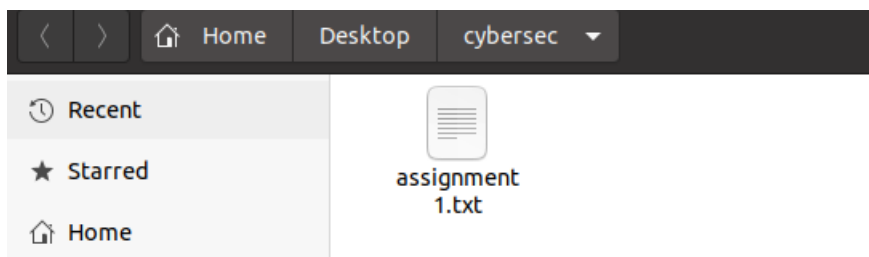 Home Desktop cybersec
Recent
Starred
Home
assignment
1.txt